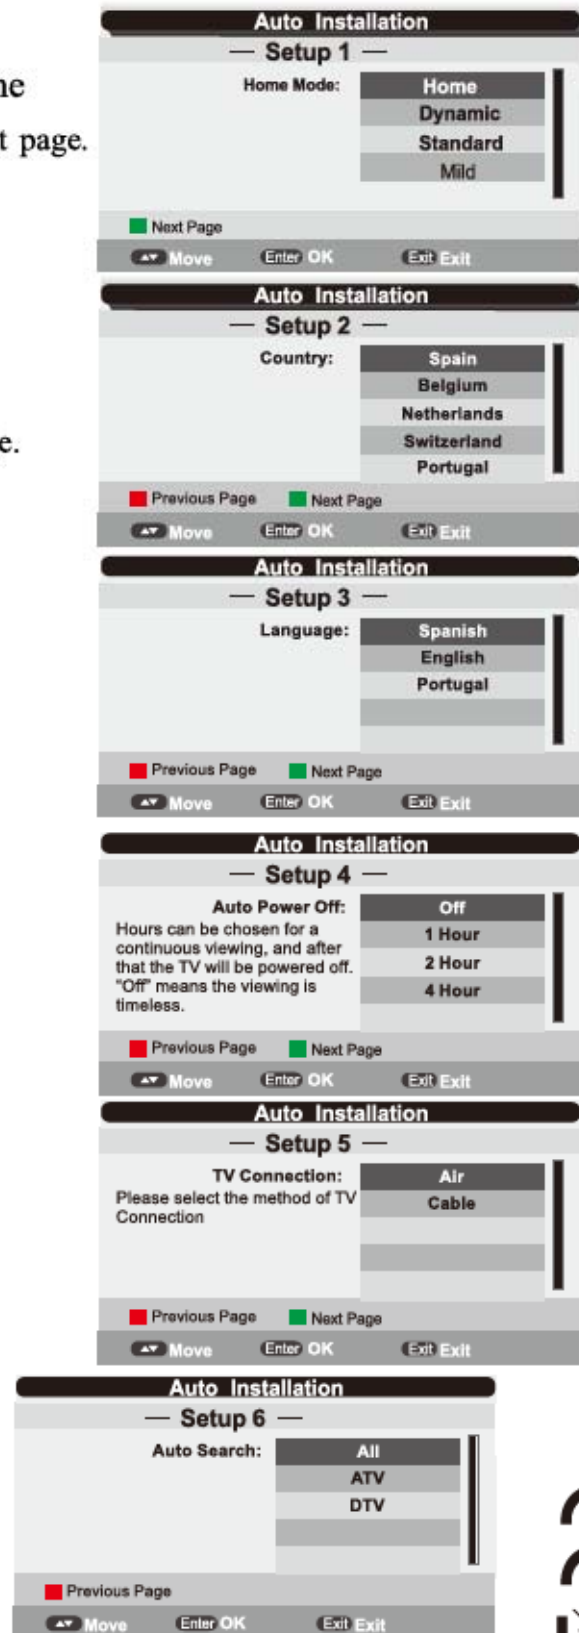 ne
t page.
e.
Auto Installation
— Setup 1 —
Home Mode: Home
Dynamic
Standard
Mild
Next Page
Move Enter OK Exit Exit
Auto Installation
— Setup 2 —
Country: Spain
Belgium
Netherlands
Switzerland
Portugal
Previous Page Next Page
Move Enter OK Exit Exit
Auto Installation
— Setup 3 —
Language: Spanish
English
Portugal
Previous Page Next Page
Move Enter OK Exit Exit
Auto Installation
— Setup 4 —
Auto Power Off: Off
Hours can be chosen for a
continuous viewing, and after
that the TV will be powered off.
"Off" means the viewing is
timeless.
1 Hour
2 Hour
4 Hour
Previous Page Next Page
Move Enter OK Exit Exit
Auto Installation
— Setup 5 —
TV Connection: Air
Please select the method of TV
Connection
Cable
Previous Page Next Page
Move Enter OK Exit Exit
Auto Installation
— Setup 6 —
Auto Search: All
ATV
DTV
Previous Page
Move Enter OK Exit Exit